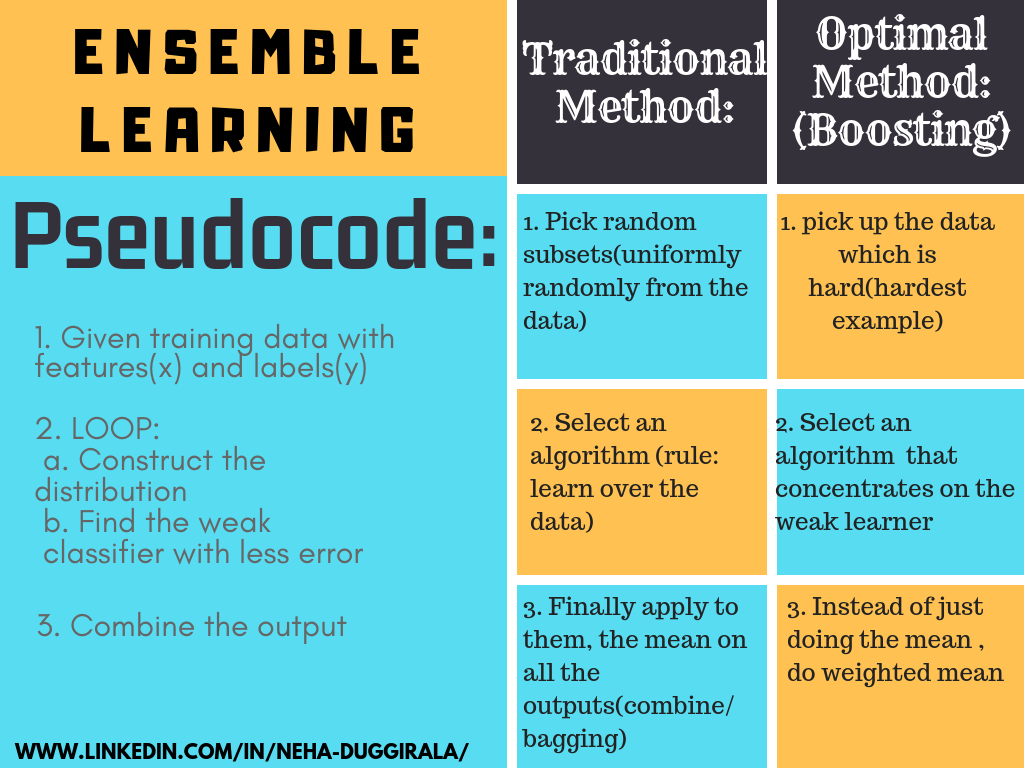 ENSEMBLE
LEARNING
Pseudocode:
1. Given training data with
features(x) and labels(y)
2. LOOP:
a. Construct the
distribution
b. Find the weak
classifier with less error
3. Combine the output
WWW.LINKEDIN.COM/IN/NEHA-DUGGIRALA/
Traditional
Method:
1. Pick random
subsets(uniformly
randomly from the
data)
2. Select an
algorithm (rule:
learn over the
data)
3. Finally apply to
them, the mean on
all the
outputs(combine/
bagging)
Optimal
Method:
(Boosting)
1. pick up the data
which is
hard(hardest
example)
2. Select an
algorithm that
concentrates on the
weak learner
3. Instead of just
doing the mean ,
do weighted mean